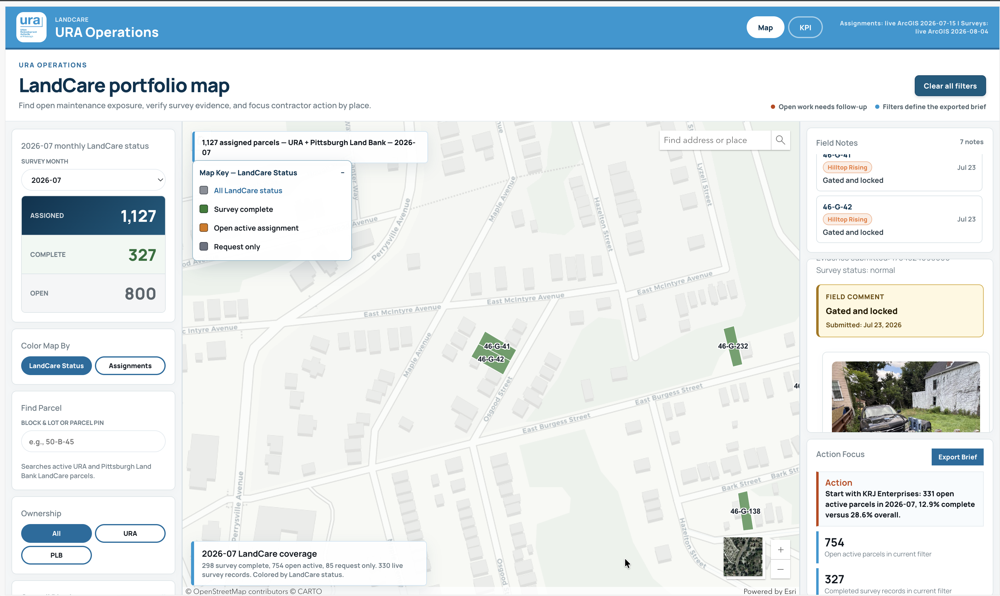 ura
Urban
Redevelopment
Authority
of Pittsburgh
LANDCARE
URA Operations
Map
KPI
Assignments: live ArcGIS 2026-07-15 | Surveys:
live ArcGIS 2026-08-04
URA OPERATIONS
LandCare portfolio map
Find open maintenance exposure, verify survey evidence, and focus contractor action by place.
Clear all filters
Open work needs follow-up
Filters define the exported brief
2026-07 monthly LandCare status
SURVEY MONTH
2026-07
ASSIGNED
1,127
COMPLETE
327
OPEN
800
Color Map By
LandCare Status
Assignments
Find Parcel
BLOCK & LOT OR PARCEL PIN
e.g., 50-B-45
Searches active URA and Pittsburgh Land
Bank LandCare parcels.
Ownership
All
URA
PLB
1,127 assigned parcels — URA + Pittsburgh Land Bank — 2026-
07
Map Key — LandCare Status
–
All LandCare status
Survey complete
Open active assignment
Request only
Find address or place
Perrysville Avenue
Maple Avenue
Hazelton Street
Lyzell Street
Avenue
East McIntyre Avenue
East McIntyre Avenue
East McIntyre Avenue
c Intyre Avenue
Maple Avenue
46-G-41
46-G-42
46-G-232
Osgood Street
East Burgess Street
East Burgess Street
Perrysville Avenue
Bark Street
Bark Str
46-G-138
Hazelton Street
Osgood St
2026-07 LandCare coverage
298 survey complete, 754 open active, 85 request only. 330 live
survey records. Colored by LandCare status.
+
−
© OpenStreetMap contributors © CARTO
Powered by Esri
Field Notes
7 notes
46-G-41
Hilltop Rising
Jul 23
Gated and locked
46-G-42
Hilltop Rising
Jul 23
Gated and locked
Survey status: normal
FIELD COMMENT
Gated and locked
Submitted: Jul 23, 2026
Action Focus
Export Brief
Action
Start with KRJ Enterprises: 331 open
active parcels in 2026-07, 12.9% complete
versus 28.6% overall.
754
Open active parcels in current filter
327
Completed survey records in current filter